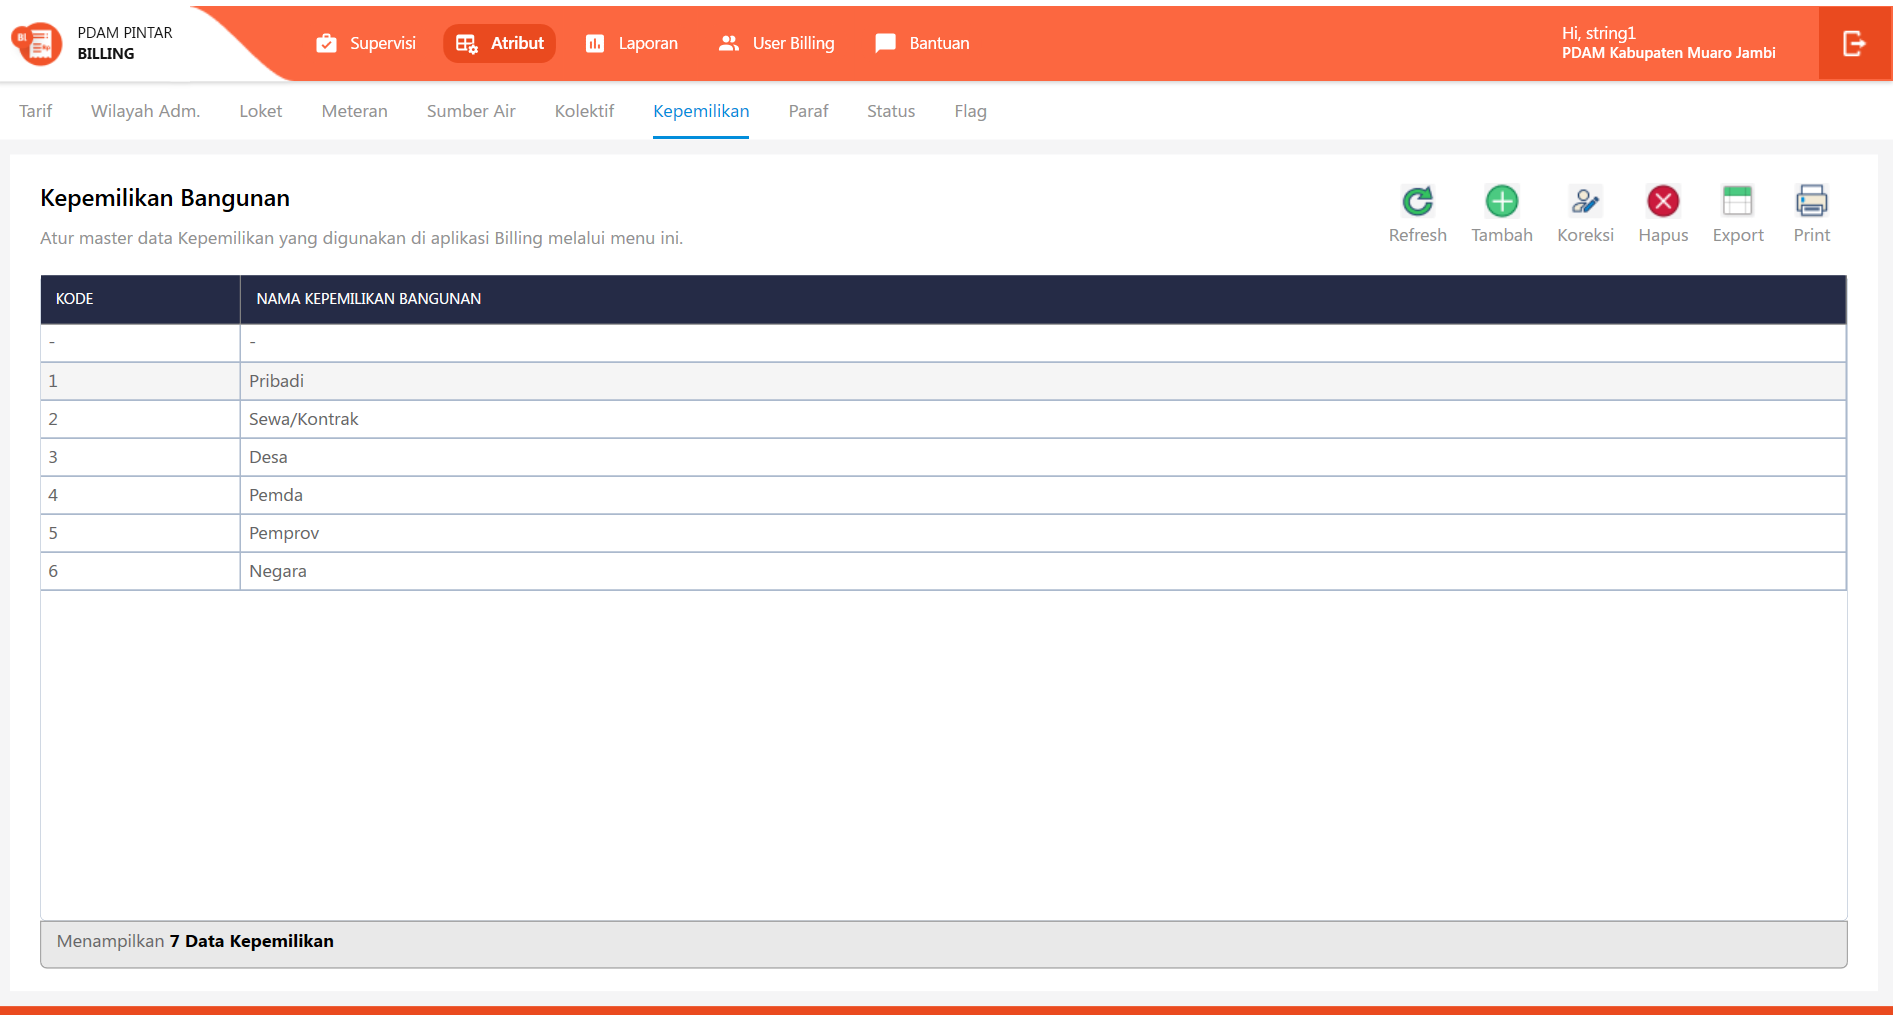 PDAM PINTAR
BILLING
Supervisi
Atribut
Laporan
User Billing
Bantuan
Hi, string1
PDAM Kabupaten Muaro Jambi
Tarif
Wilayah Adm.
Loket
Meteran
Sumber Air
Kolektif
Kepemilikan
Paraf
Status
Flag
Kepemilikan Bangunan
Atur master data Kepemilikan yang digunakan di aplikasi Billing melalui menu ini.
Refresh
Tambah
Koreksi
Hapus
Export
Print
KODE NAMA KEPEMILIKAN BANGUNAN
- -
1 Pribadi
2 Sewa/Kontrak
3 Desa
4 Pemda
5 Pemprov
6 Negara
Menampilkan 7 Data Kepemilikan